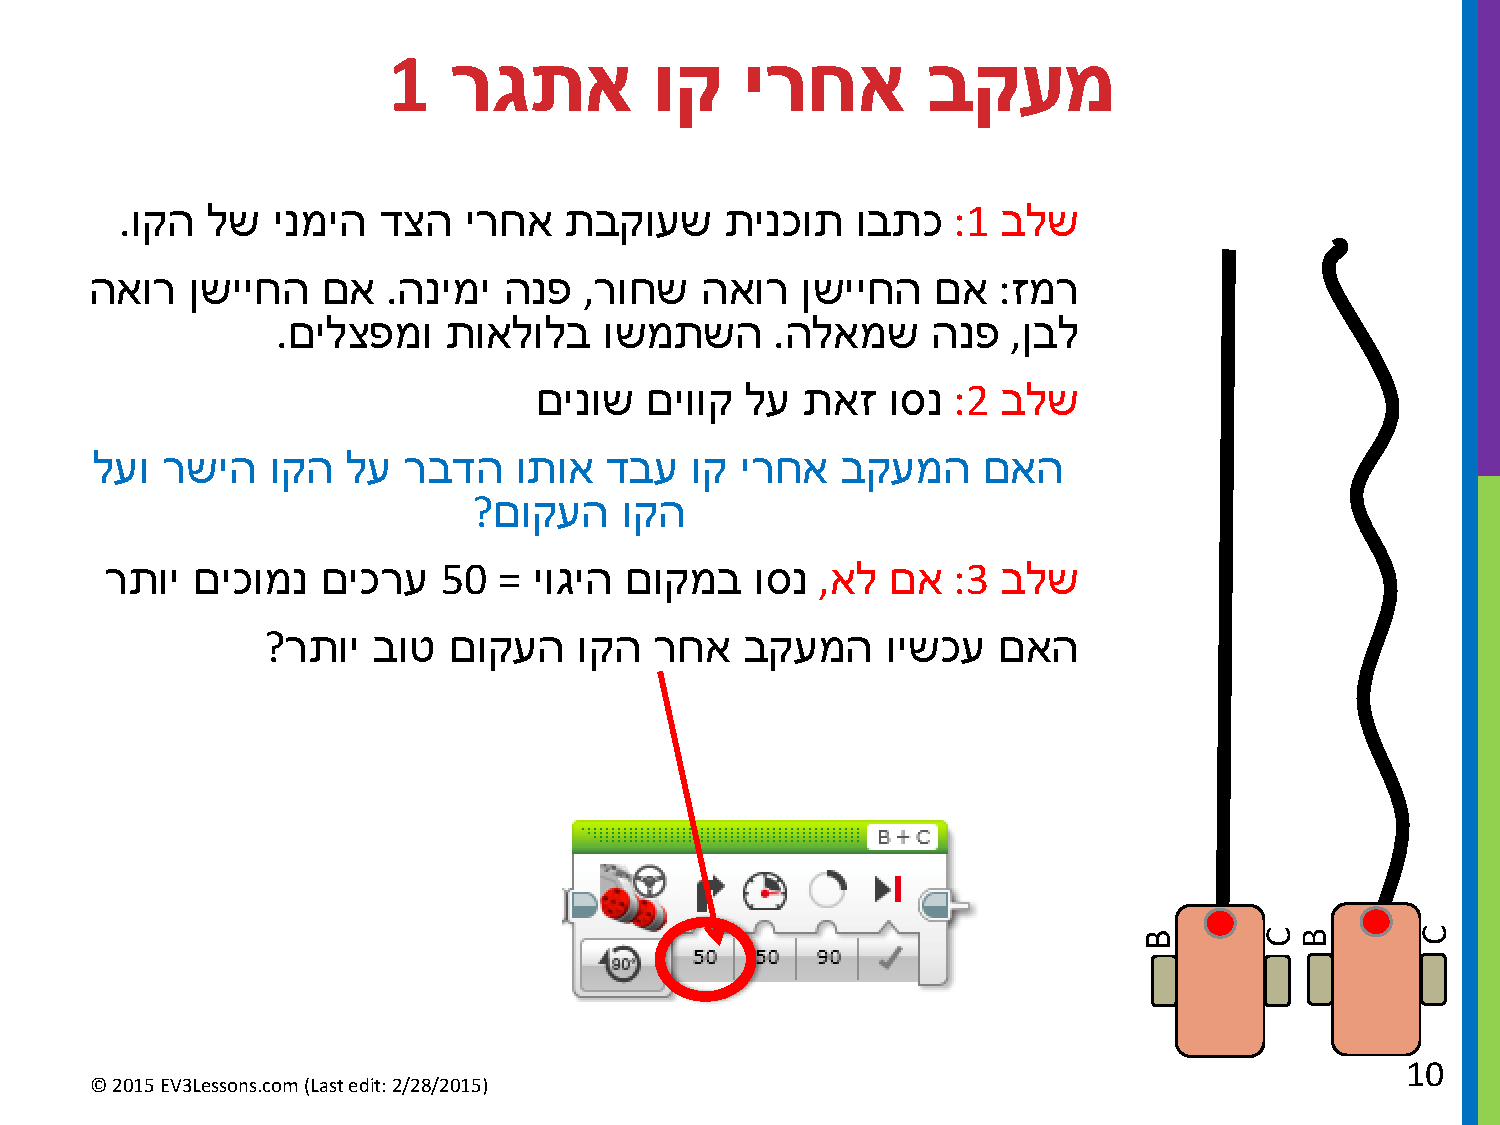 מעקב אחרי קו אתגר 1
שלב 1: כתבו תוכנית שעוקבת אחרי הצד הימני של הקו.
רמז: אם החיישן רואה שחור, פנה ימינה. אם החיישן רואה
לבן, פנה שמאלה. השתמשו בלולאות ומפצלים.
שלב 2: נסו זאת על קווים שונים
האם המעקב אחרי קו עבד אותו הדבר על הקו הישר ועל
הקו העקום?
שלב 3: אם לא, נסו במקום היגוי = 50 ערכים נמוכים יותר
האם עכשיו המעקב אחר הקו העקום טוב יותר?
B + C
90° 50 50 90
B C B C
10
© 2015 EV3Lessons.com (Last edit: 2/28/2015)